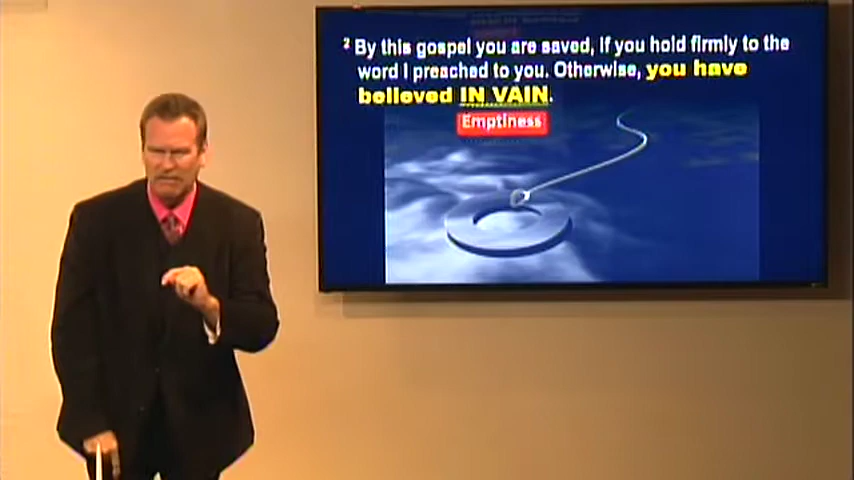 ² By this gospel you are saved, if you hold firmly to the
word I preached to you. Otherwise, you have
believed IN VAIN.
Emptiness